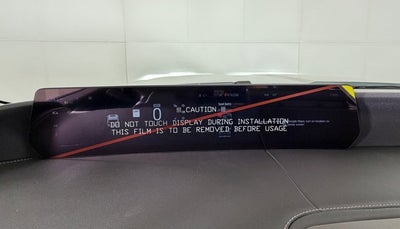 0
CAUTION
DO NOT TOUCH DISPLAY DURING INSTALLATION
THIS FILM IS TO BE REMOVED BEFORE USAGE